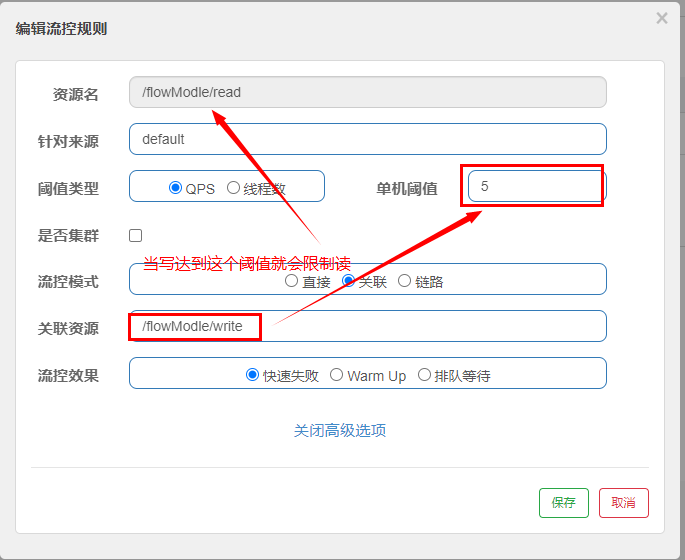 编辑流控规则
×
资源名 /flowModle/read
针对来源 default
阈值类型 QPS 线程数 单机阈值 5
是否集群
当写达到这个阈值就会限制读
流控模式 直接 关联 链路
关联资源 /flowModle/write
流控效果 快速失败 Warm Up 排队等待
关闭高级选项
保存 取消